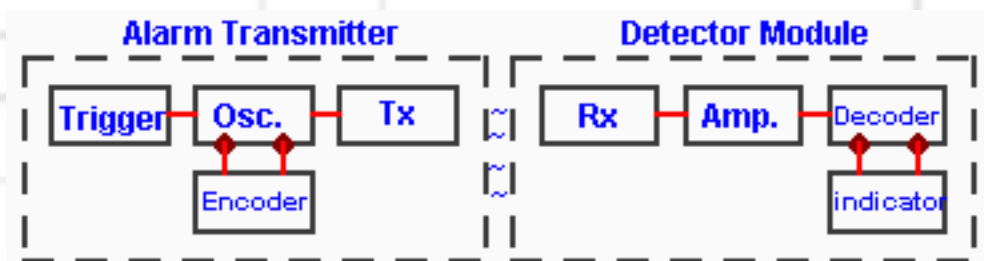 Alarm Transmitter
Detector Module
Trigger
Osc.
Tx
Rx
Amp.
Decoder
Encoder
indicator